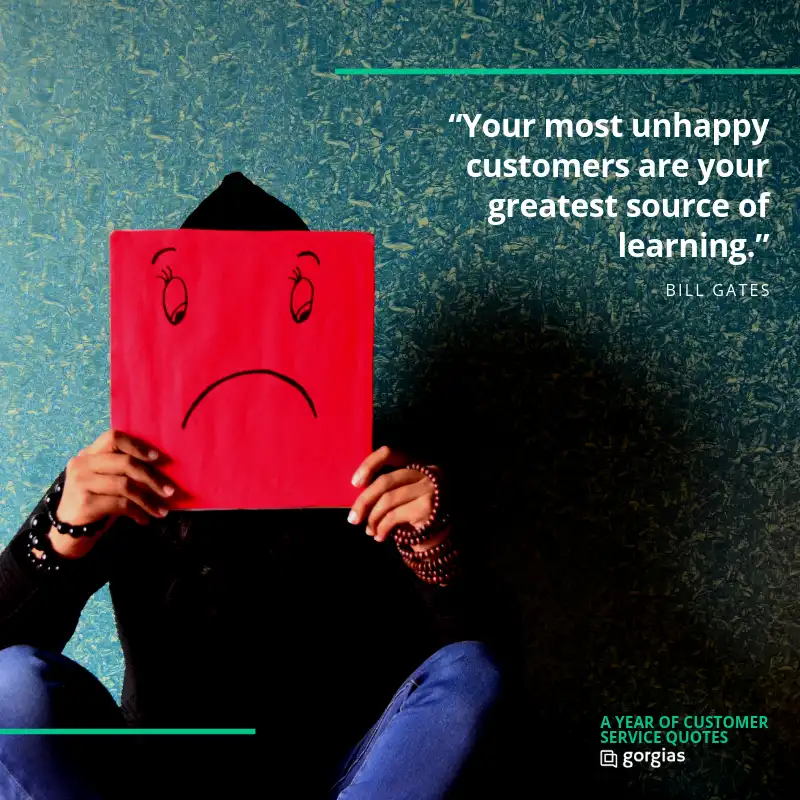 “Your most unhappy
customers are your
greatest source of
learning.”
BILL GATES
A YEAR OF CUSTOMER
SERVICE QUOTES
gorgias